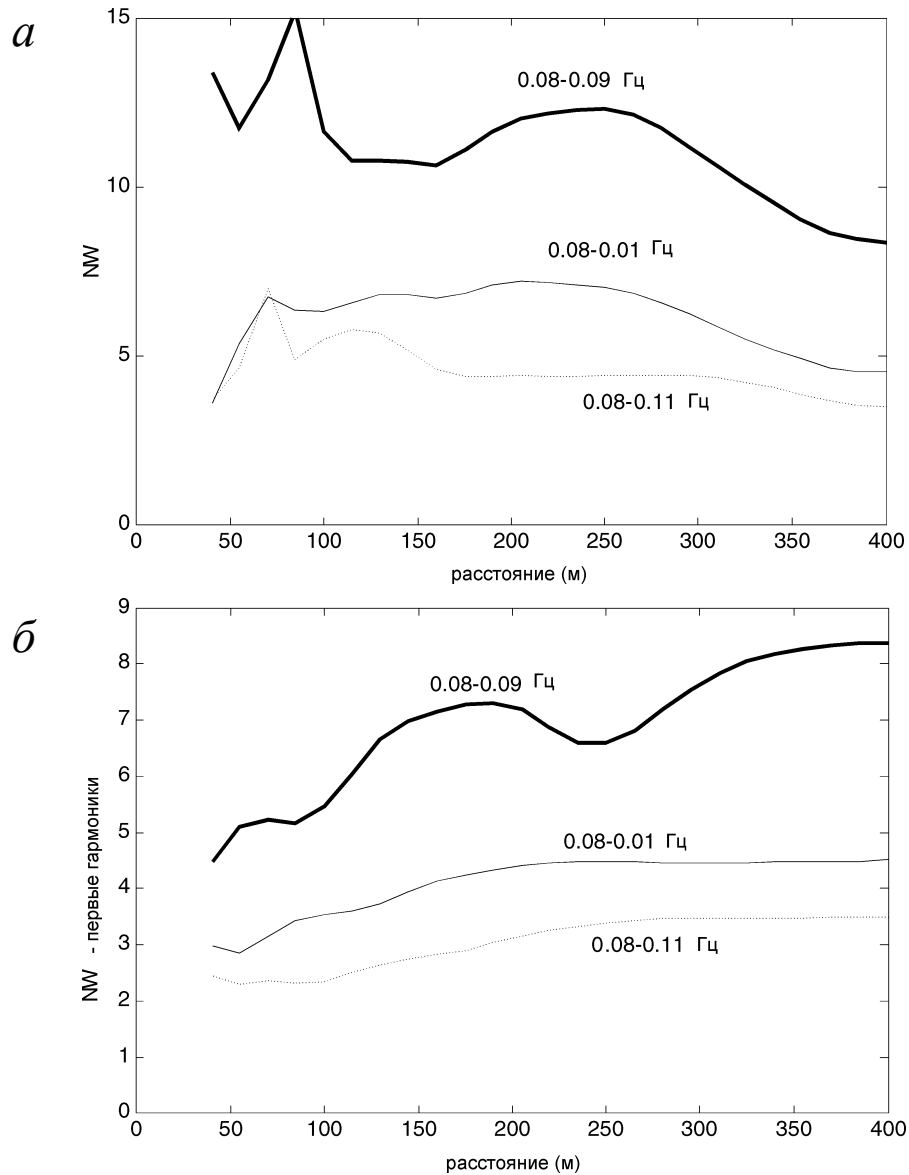 а
15
10
5
0
NW
0.08-0.09 Гц
0.08-0.01 Гц
0.08-0.11 Гц
0 50 100 150 200 250 300 350 400
расстояние (м)
б
9
8
7
6
5
4
3
2
1
0
NW - первые гармоники
0.08-0.09 Гц
0.08-0.01 Гц
0.08-0.11 Гц
0 50 100 150 200 250 300 350 400
расстояние (м)